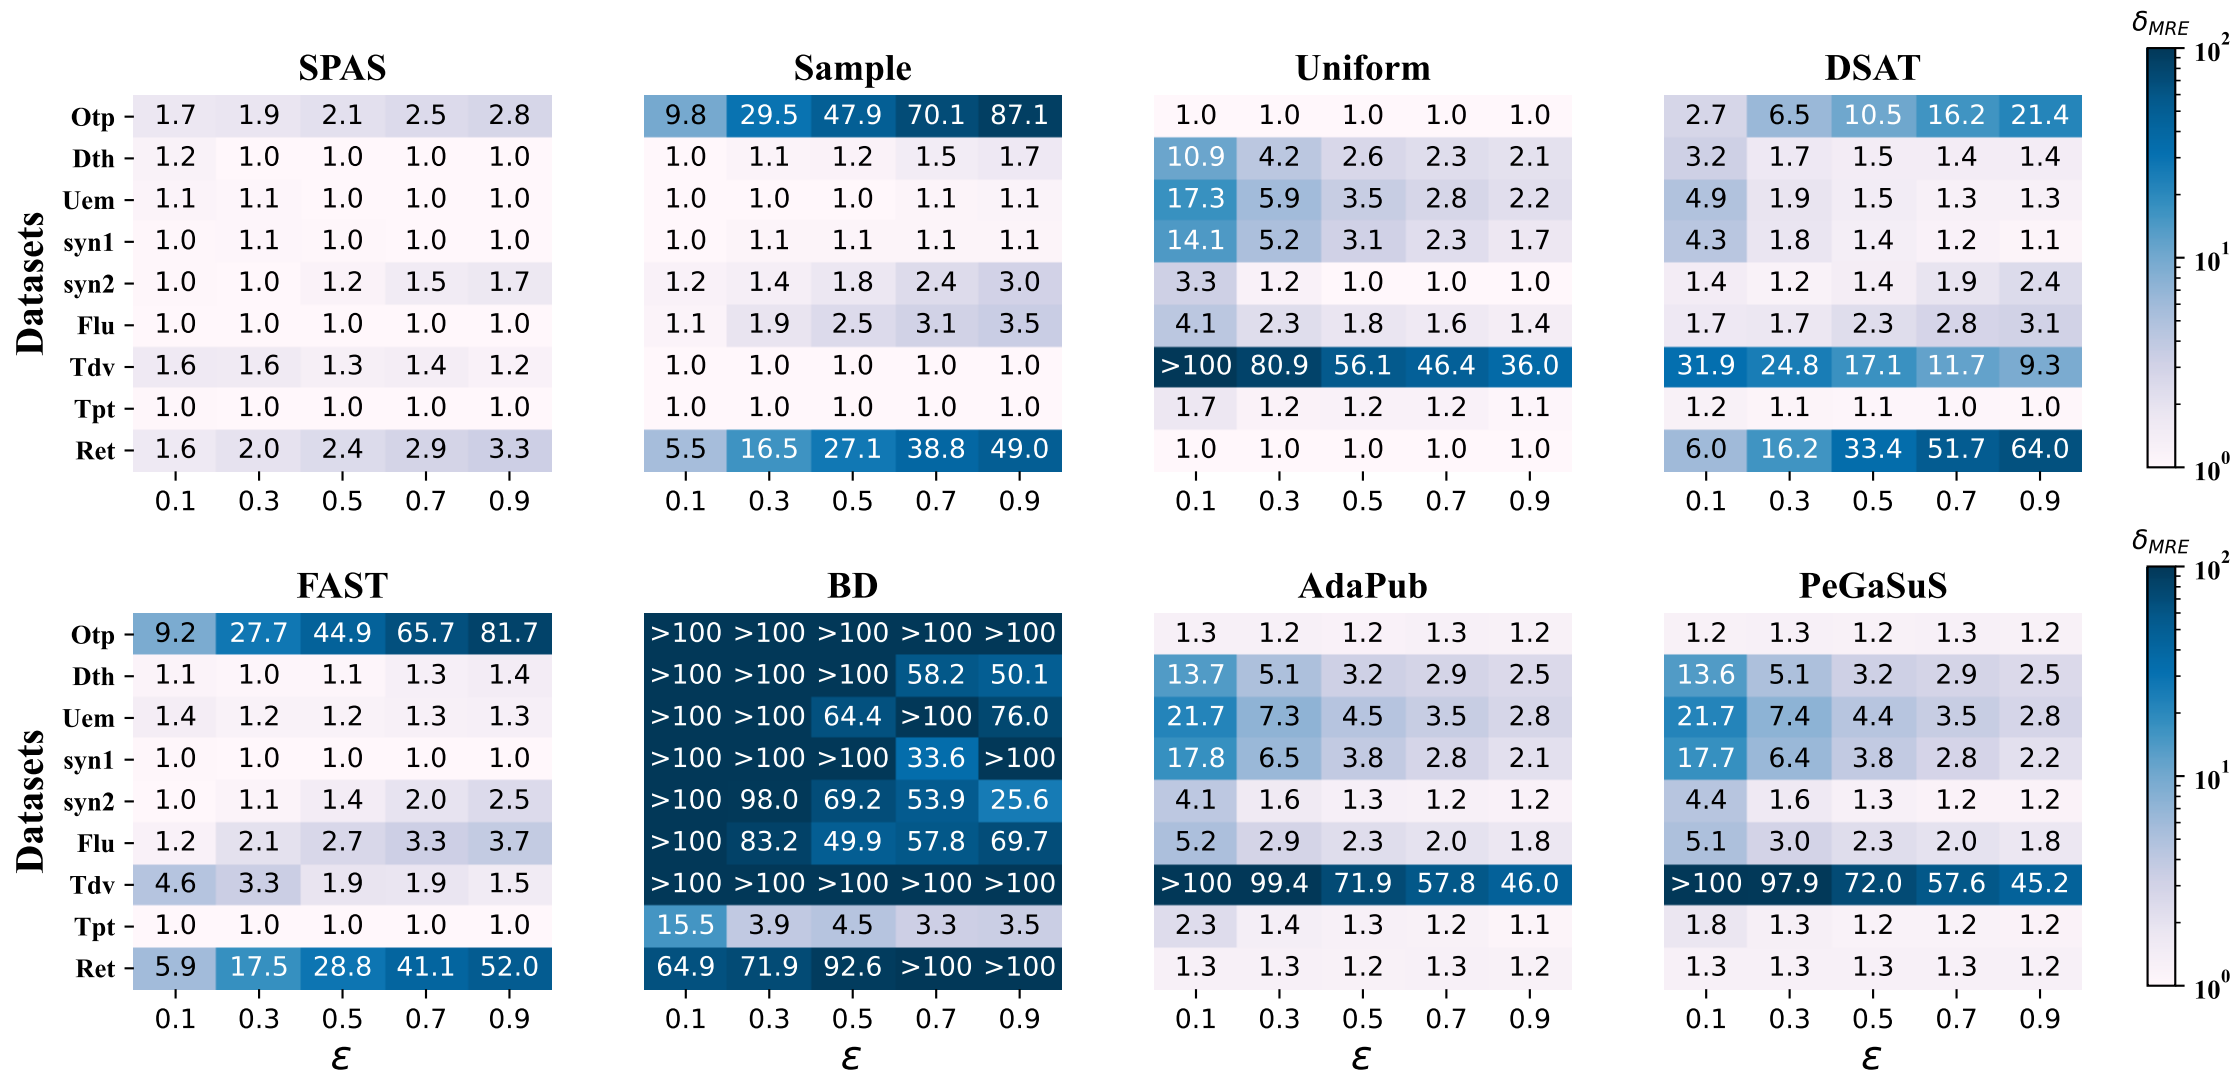 δMRE
SPAS Sample Uniform DSAT
10²
Otp 1.7 1.9 2.1 2.5 2.8 9.8 29.5 47.9 70.1 87.1 1.0 1.0 1.0 1.0 1.0 2.7 6.5 10.5 16.2 21.4
Dth 1.2 1.0 1.0 1.0 1.0 1.0 1.1 1.2 1.5 1.7 10.9 4.2 2.6 2.3 2.1 3.2 1.7 1.5 1.4 1.4
Uem 1.1 1.1 1.0 1.0 1.0 1.0 1.0 1.0 1.1 1.1 17.3 5.9 3.5 2.8 2.2 4.9 1.9 1.5 1.3 1.3
syn1 1.0 1.1 1.0 1.0 1.0 1.0 1.1 1.1 1.1 1.1 14.1 5.2 3.1 2.3 1.7 4.3 1.8 1.4 1.2 1.1
10¹
syn2 1.0 1.0 1.2 1.5 1.7 1.2 1.4 1.8 2.4 3.0 3.3 1.2 1.0 1.0 1.0 1.4 1.2 1.4 1.9 2.4
Datasets
Flu 1.0 1.0 1.0 1.0 1.0 1.1 1.9 2.5 3.1 3.5 4.1 2.3 1.8 1.6 1.4 1.7 1.7 2.3 2.8 3.1
Tdv 1.6 1.6 1.3 1.4 1.2 1.0 1.0 1.0 1.0 1.0 >100 80.9 56.1 46.4 36.0 31.9 24.8 17.1 11.7 9.3
Tpt 1.0 1.0 1.0 1.0 1.0 1.0 1.0 1.0 1.0 1.0 1.7 1.2 1.2 1.2 1.1 1.2 1.1 1.1 1.0 1.0
Ret 1.6 2.0 2.4 2.9 3.3 5.5 16.5 27.1 38.8 49.0 1.0 1.0 1.0 1.0 1.0 6.0 16.2 33.4 51.7 64.0
10⁰
0.1 0.3 0.5 0.7 0.9 0.1 0.3 0.5 0.7 0.9 0.1 0.3 0.5 0.7 0.9 0.1 0.3 0.5 0.7 0.9
δMRE
FAST BD AdaPub PeGaSuS
10²
Otp 9.2 27.7 44.9 65.7 81.7 >100 >100 >100 >100 >100 1.3 1.2 1.2 1.3 1.2 1.2 1.3 1.2 1.3 1.2
Dth 1.1 1.0 1.1 1.3 1.4 >100 >100 >100 58.2 50.1 13.7 5.1 3.2 2.9 2.5 13.6 5.1 3.2 2.9 2.5
Uem 1.4 1.2 1.2 1.3 1.3 >100 >100 64.4 >100 76.0 21.7 7.3 4.5 3.5 2.8 21.7 7.4 4.4 3.5 2.8
syn1 1.0 1.0 1.0 1.0 1.0 >100 >100 >100 33.6 >100 17.8 6.5 3.8 2.8 2.1 17.7 6.4 3.8 2.8 2.2
10¹
syn2 1.0 1.1 1.4 2.0 2.5 >100 98.0 69.2 53.9 25.6 4.1 1.6 1.3 1.2 1.2 4.4 1.6 1.3 1.2 1.2
Datasets
Flu 1.2 2.1 2.7 3.3 3.7 >100 83.2 49.9 57.8 69.7 5.2 2.9 2.3 2.0 1.8 5.1 3.0 2.3 2.0 1.8
Tdv 4.6 3.3 1.9 1.9 1.5 >100 >100 >100 >100 >100 >100 99.4 71.9 57.8 46.0 >100 97.9 72.0 57.6 45.2
Tpt 1.0 1.0 1.0 1.0 1.0 15.5 3.9 4.5 3.3 3.5 2.3 1.4 1.3 1.2 1.1 1.8 1.3 1.2 1.2 1.2
Ret 5.9 17.5 28.8 41.1 52.0 64.9 71.9 92.6 >100 >100 1.3 1.3 1.2 1.3 1.2 1.3 1.3 1.3 1.3 1.2
10⁰
0.1 0.3 0.5 0.7 0.9 0.1 0.3 0.5 0.7 0.9 0.1 0.3 0.5 0.7 0.9 0.1 0.3 0.5 0.7 0.9
ε ε ε ε